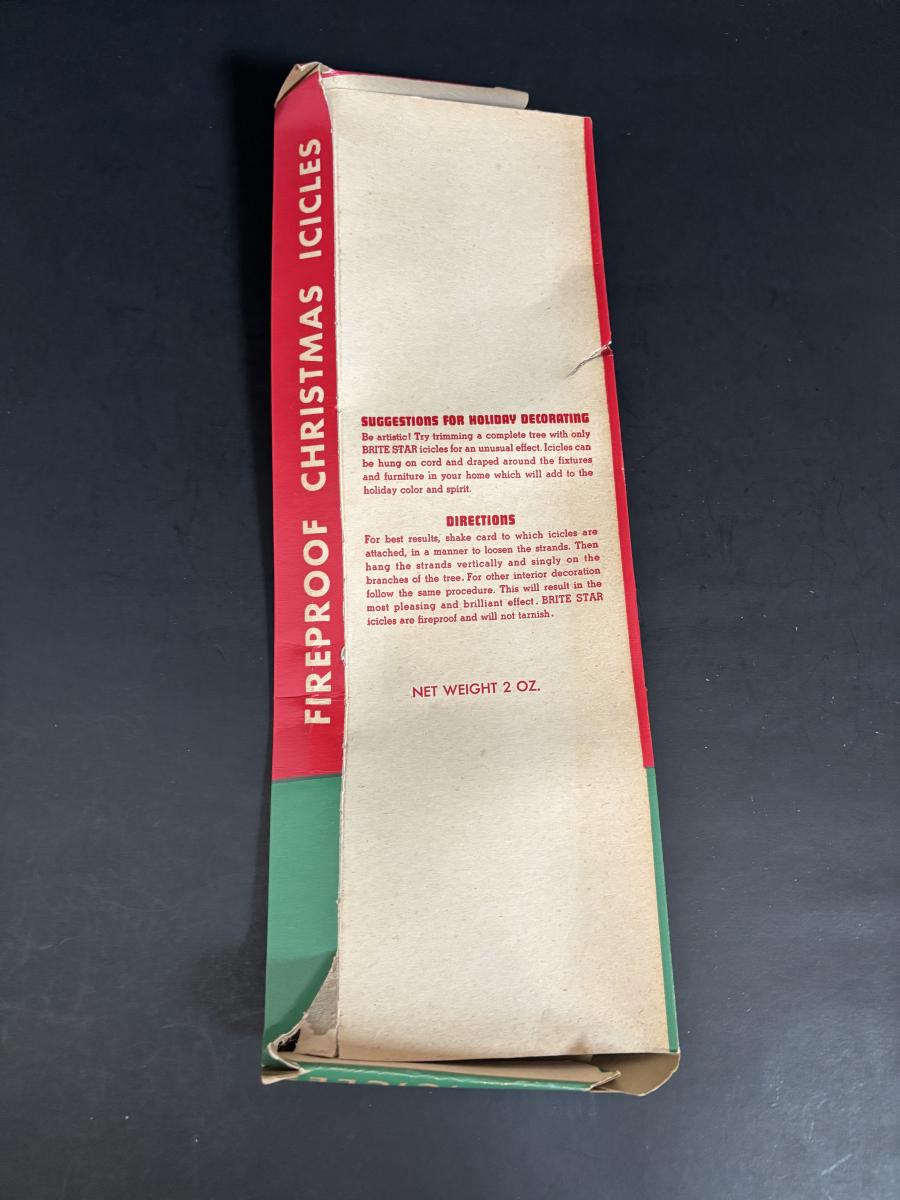 FIREPROOF CHRISTMAS ICICLES
SUGGESTIONS FOR HOLIDAY DECORATING
Be artistic! Try trimming a complete tree with only
BRITE STAR icicles for an unusual effect. Icicles can
be hung on cord and draped around the fixtures
and furniture in your home which will add to the
holiday color and spirit.
DIRECTIONS
For best results, shake card to which icicles are
attached, in a manner to loosen the strands. Then
hang the strands vertically and singly on the
branches of the tree. For other interior decoration
follow the same procedure. This will result in the
most pleasing and brilliant effect. BRITE STAR
icicles are fireproof and will not tarnish.
NET WEIGHT 2 OZ.